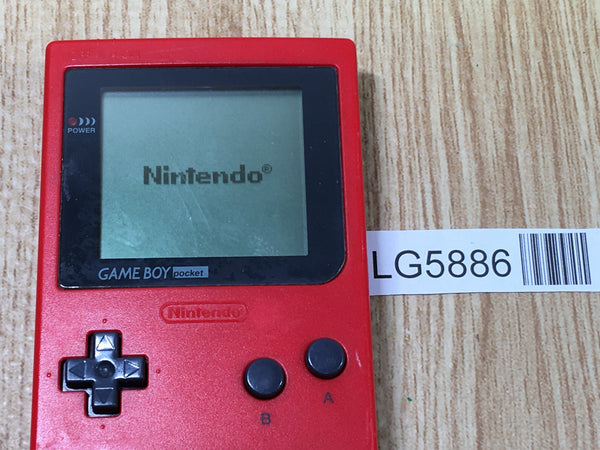 POWER
Nintendo®
GAME BOY pocket
LG5886
Nintendo
A
B